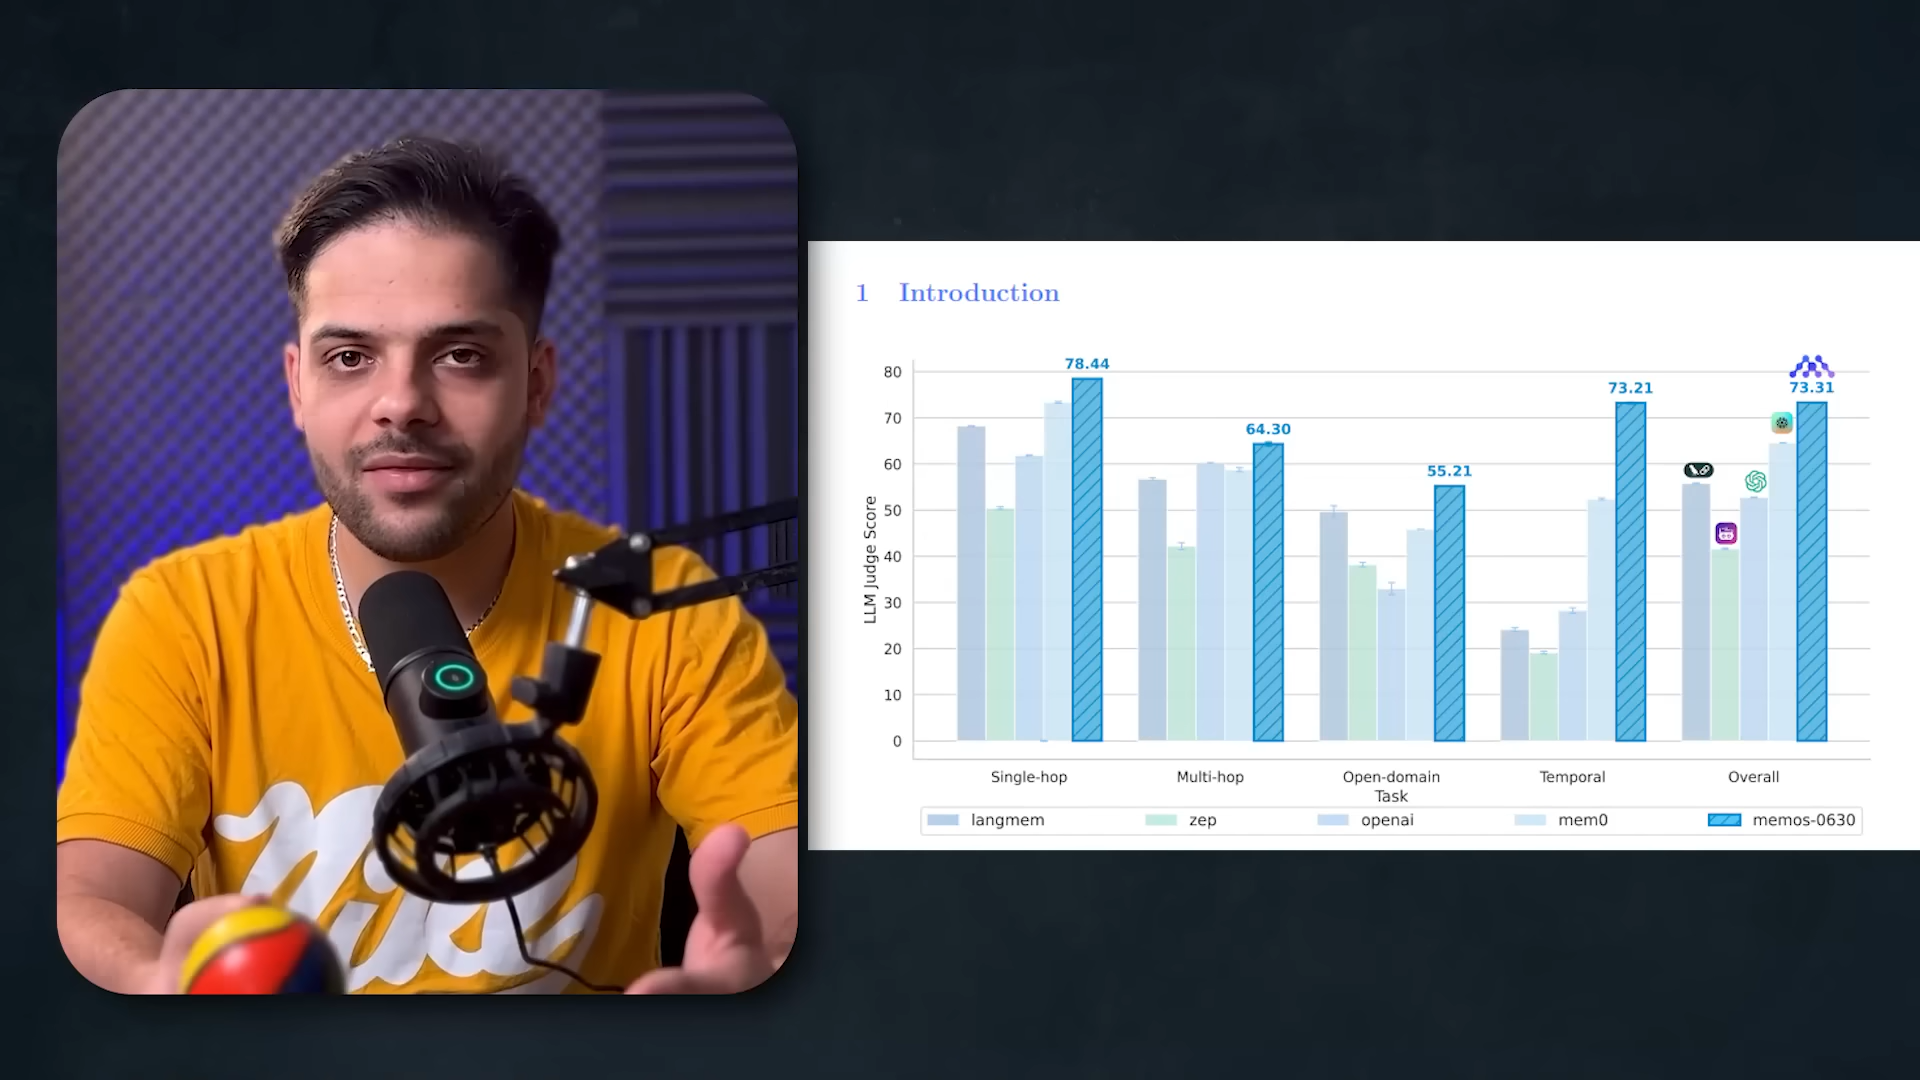 1 Introduction
LLM Judge Score
80
70
60
50
40
30
20
10
0
78.44
64.30
55.21
73.21
73.31
Single-hop
Multi-hop
Open-domain
Temporal
Overall
Task
langmem
zep
openai
mem0
memos-0630